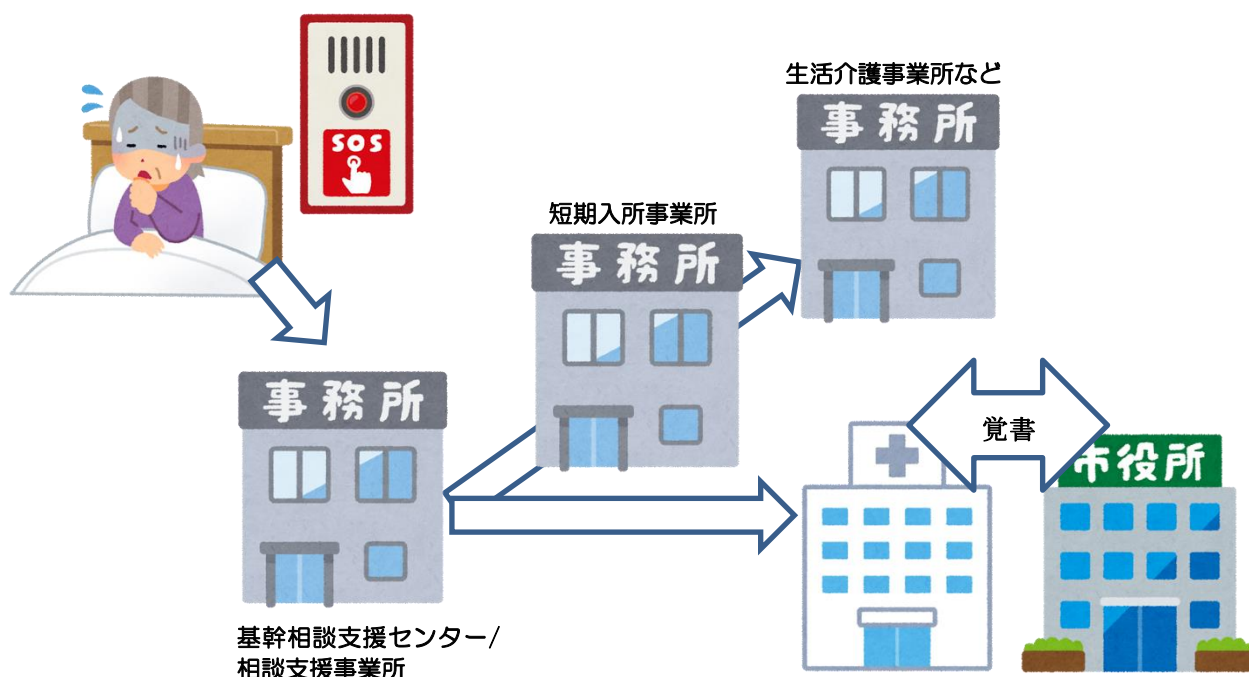 SOS
生活介護事業所など
事務所
短期入所事業所
事務所
事務所
覚書
市役所
基幹相談支援センター/
相談支援事業所